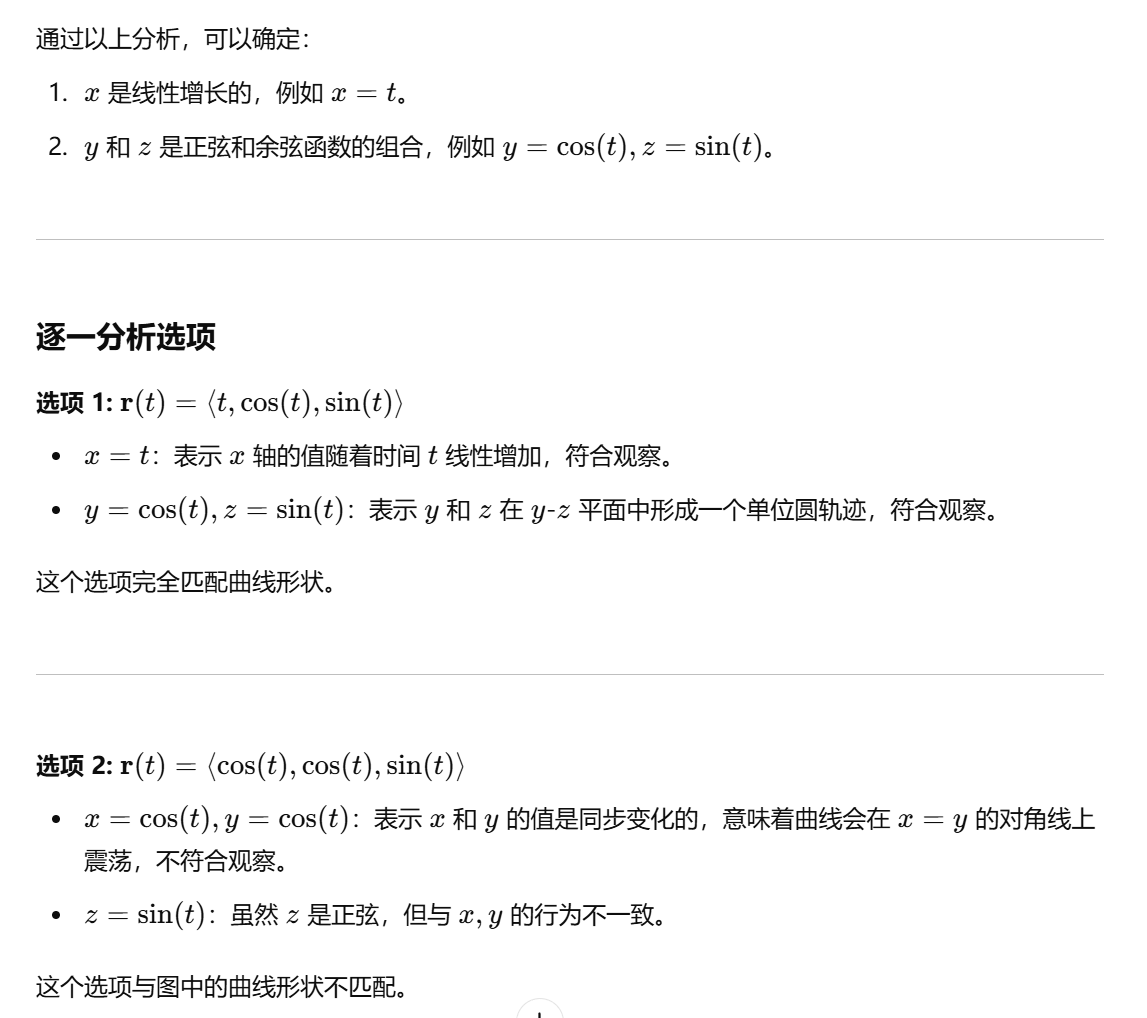 通过以上分析，可以确定：
1. x 是线性增长的，例如 x = t。
2. y 和 z 是正弦和余弦函数的组合，例如 y = cos(t), z = sin(t)。
逐一分析选项
选项 1: r(t) = ⟨t, cos(t), sin(t)⟩
• x = t：表示 x 轴的值随着时间 t 线性增加，符合观察。
• y = cos(t), z = sin(t)：表示 y 和 z 在 y-z 平面中形成一个单位圆轨迹，符合观察。
这个选项完全匹配曲线形状。
选项 2: r(t) = ⟨cos(t), cos(t), sin(t)⟩
• x = cos(t), y = cos(t)：表示 x 和 y 的值是同步变化的，意味着曲线会在 x = y 的对角线上
震荡，不符合观察。
• z = sin(t)：虽然 z 是正弦，但与 x, y 的行为不一致。
这个选项与图中的曲线形状不匹配。